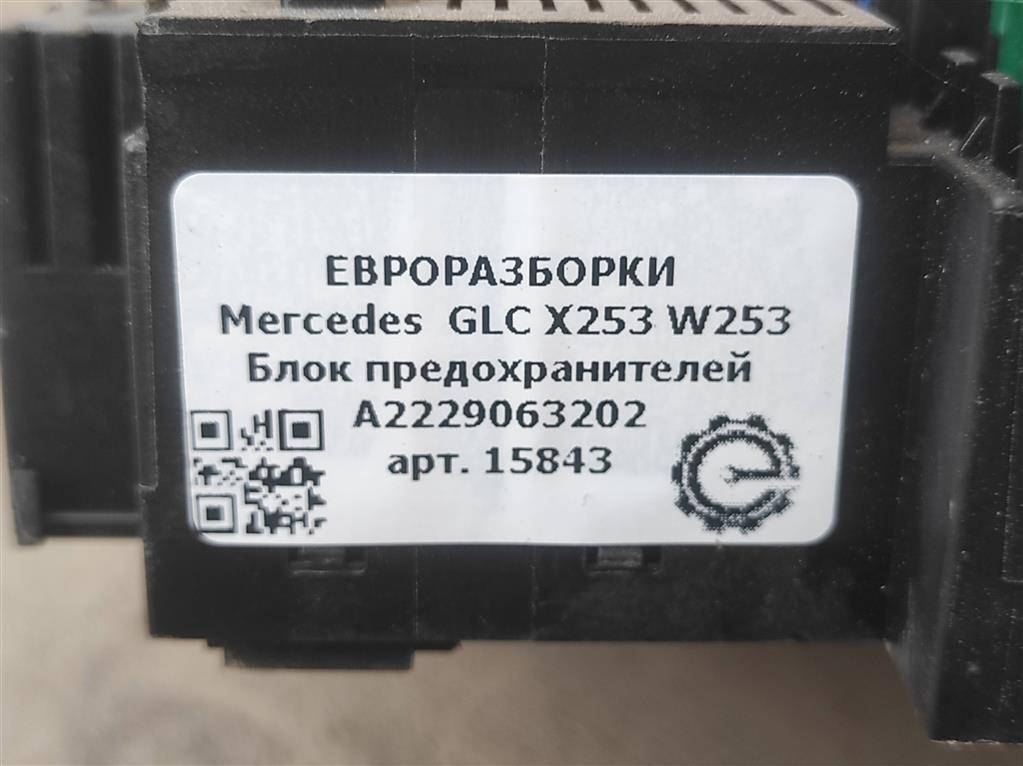 ЕВРОРАЗБОРКИ
Mercedes GLC X253 W253
Блок предохранителей
A2229063202
арт. 15843